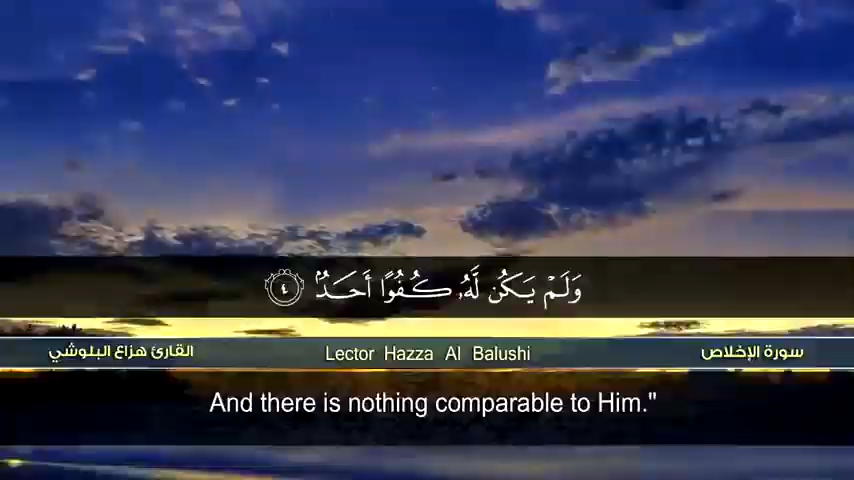 وَلَمْ يَكُن لَّهُۥ كُفُوًا أَحَدٌۢ ٤
سورة الإخلاص
Lector Hazza Al Balushi
القارئ هزاع البلوشي
And there is nothing comparable to Him."